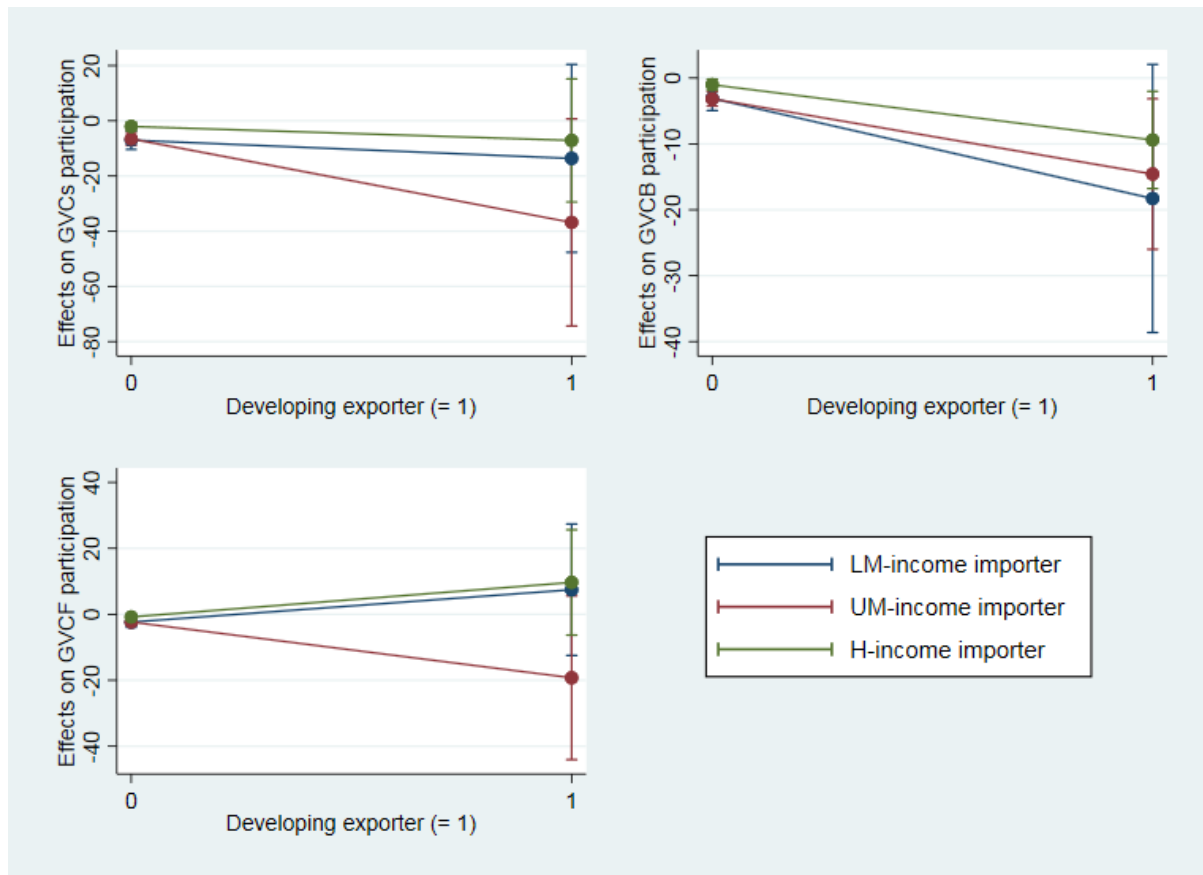 Effects on GVCs participation
20
0
-20
-40
-60
-80
0
1
Developing exporter (= 1)
Effects on GVCB participation
0
-10
-20
-30
-40
0
1
Developing exporter (= 1)
Effects on GVCF participation
40
20
0
-20
-40
0
1
Developing exporter (= 1)
LM-income importer
UM-income importer
H-income importer